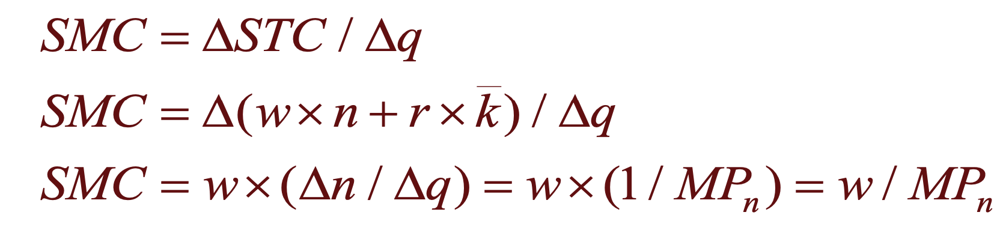 SMC = ΔSTC / Δq
SMC = Δ(w × n + r × k̅) / Δq
SMC = w × (Δn / Δq) = w × (1 / MPₙ) = w / MPₙ